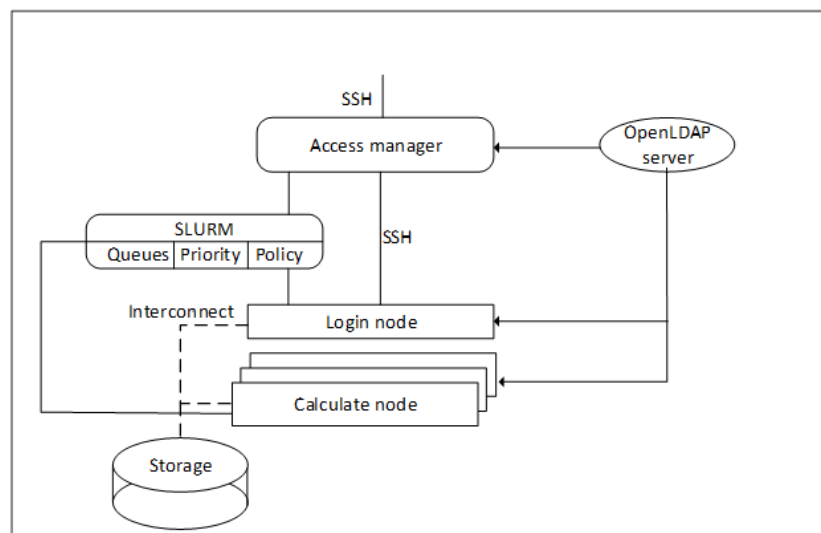 SSH
Access manager
OpenLDAP
server
SLURM
Queues Priority Policy
SSH
Interconnect
Login node
Calculate node
Storage